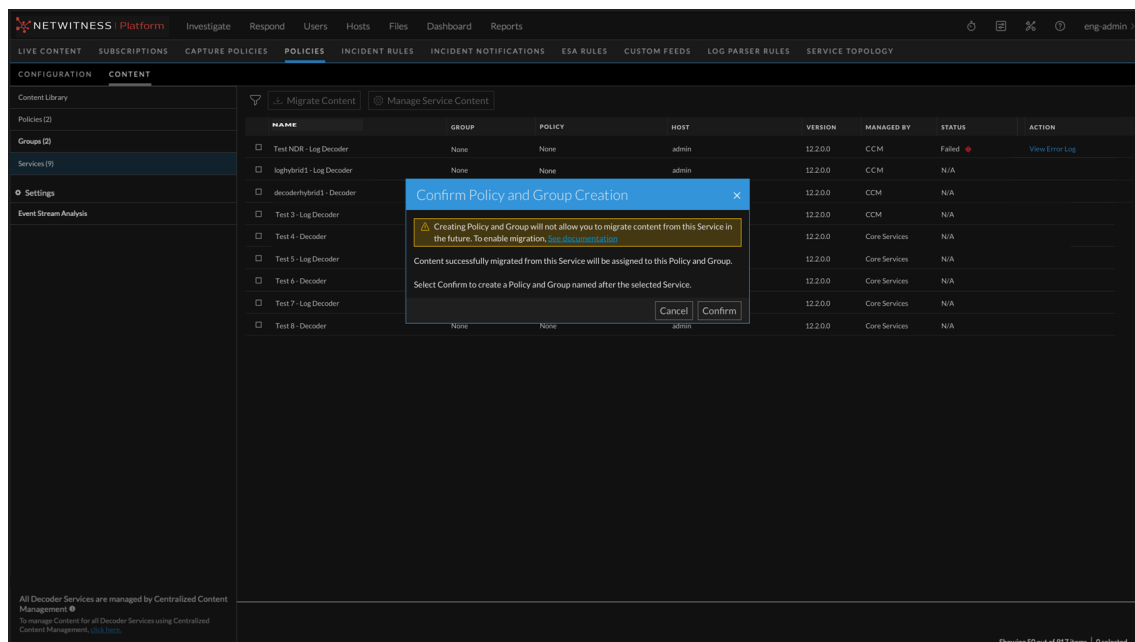 NETWITNESS Platform Investigate Respond Users Hosts Files Dashboard Reports eng-admin
LIVE CONTENT SUBSCRIPTIONS CAPTURE POLICIES POLICIES INCIDENT RULES INCIDENT NOTIFICATIONS ESA RULES CUSTOM FEEDS LOG PARSER RULES SERVICE TOPOLOGY
CONFIGURATION CONTENT
Content Library
Policies (2)
Groups (2)
Services (9)
Settings
Event Stream Analysis
Migrate Content Manage Service Content
NAME GROUP POLICY HOST VERSION MANAGED BY STATUS ACTION
Test NDR - Log Decoder None None admin 12.2.0.0 CCM Failed View Error Log
loghybrid1 - Log Decoder None None admin 12.2.0.0 CCM N/A
decoderhybrid1 - Decoder 12.2.0.0 CCM N/A
Test 3 - Log Decoder 12.2.0.0 CCM N/A
Test 4 - Decoder 12.2.0.0 Core Services N/A
Test 5 - Log Decoder 12.2.0.0 Core Services N/A
Test 6 - Decoder 12.2.0.0 Core Services N/A
Test 7 - Log Decoder 12.2.0.0 Core Services N/A
Test 8 - Decoder None None admin 12.2.0.0 Core Services N/A
Confirm Policy and Group Creation
Creating Policy and Group will not allow you to migrate content from this Service in
the future. To enable migration, See documentation
Content successfully migrated from this Service will be assigned to this Policy and Group.
Select Confirm to create a Policy and Group named after the selected Service.
Cancel Confirm
All Decoder Services are managed by Centralized Content
Management
To manage Content for all Decoder Services using Centralized
Content Management, click here.
Showing 50 out of 817 items | 0 selected